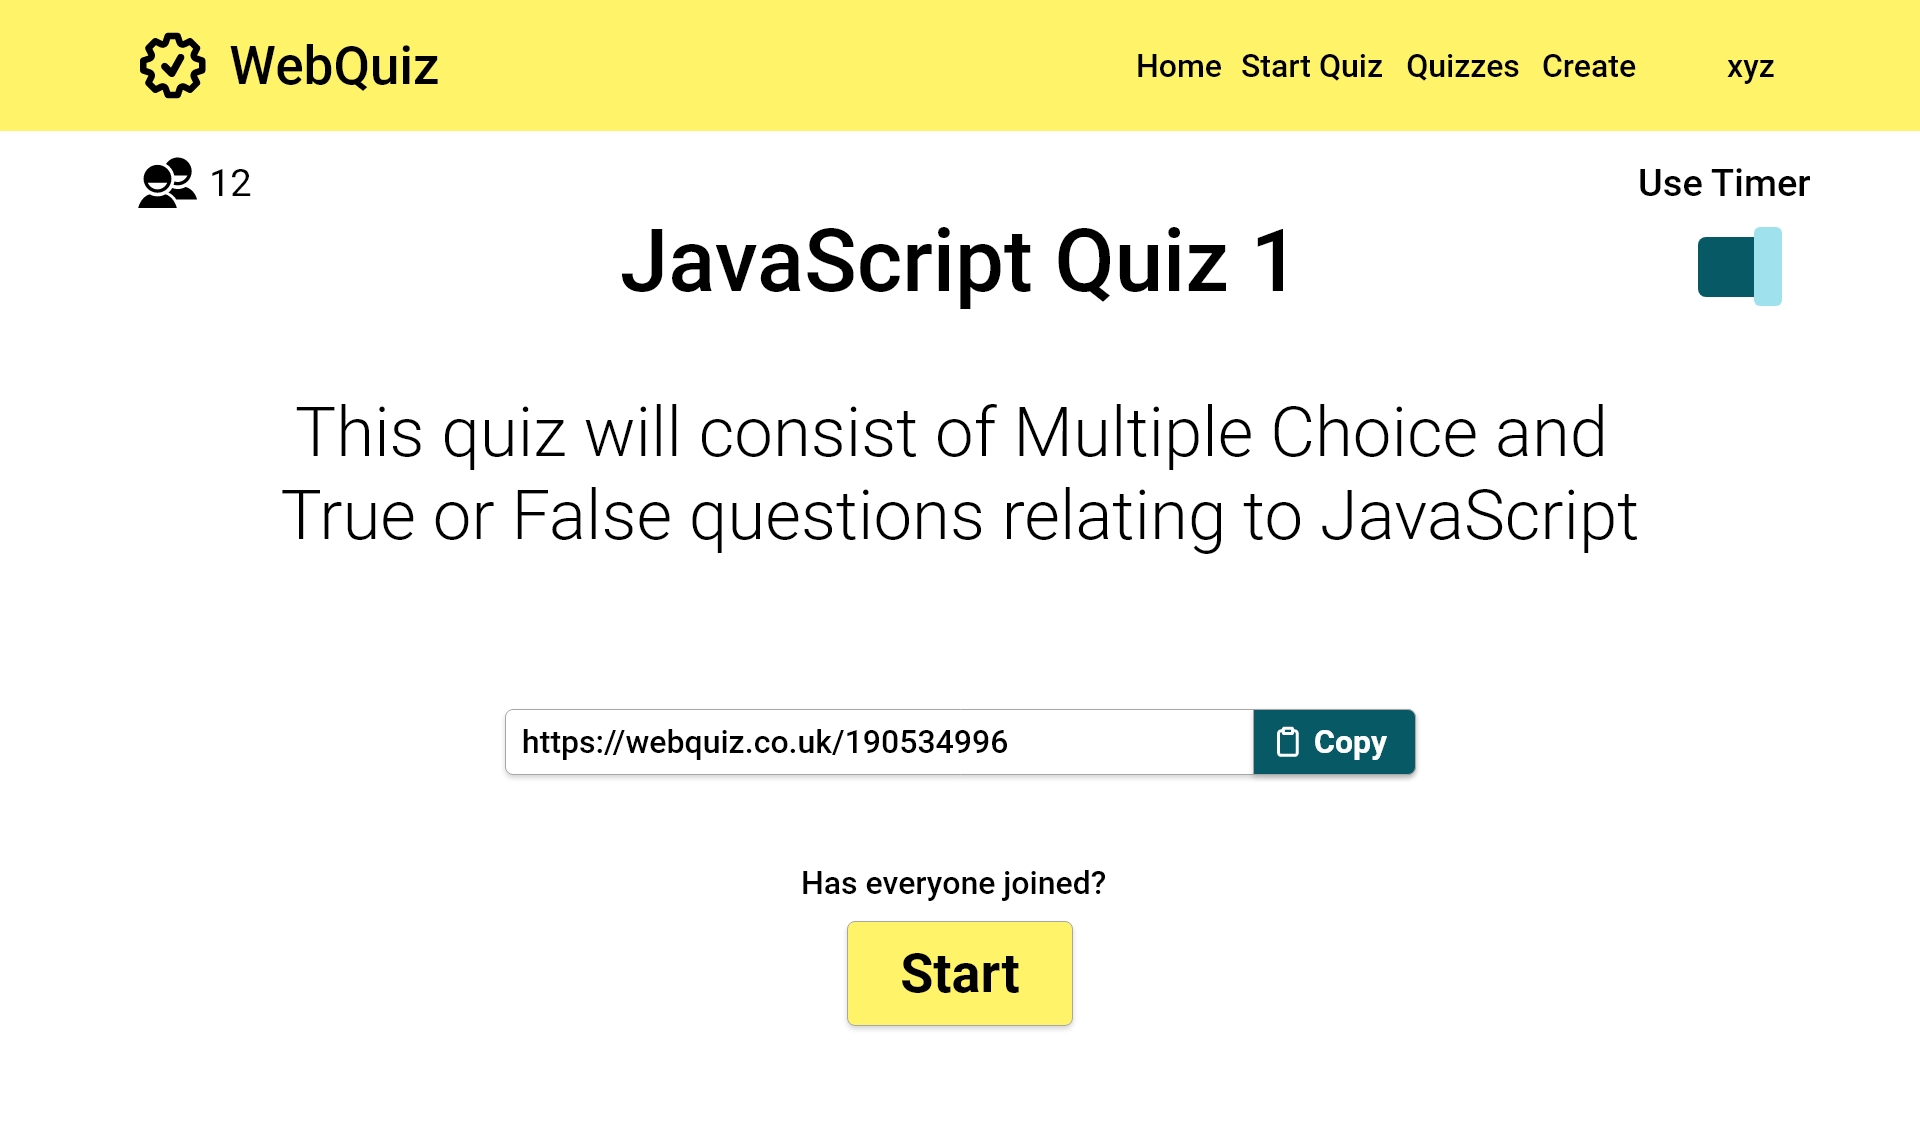 WebQuiz
Home Start Quiz Quizzes Create xyz
12
Use Timer
JavaScript Quiz 1
This quiz will consist of Multiple Choice and
True or False questions relating to JavaScript
https://webquiz.co.uk/190534996
Copy
Has everyone joined?
Start